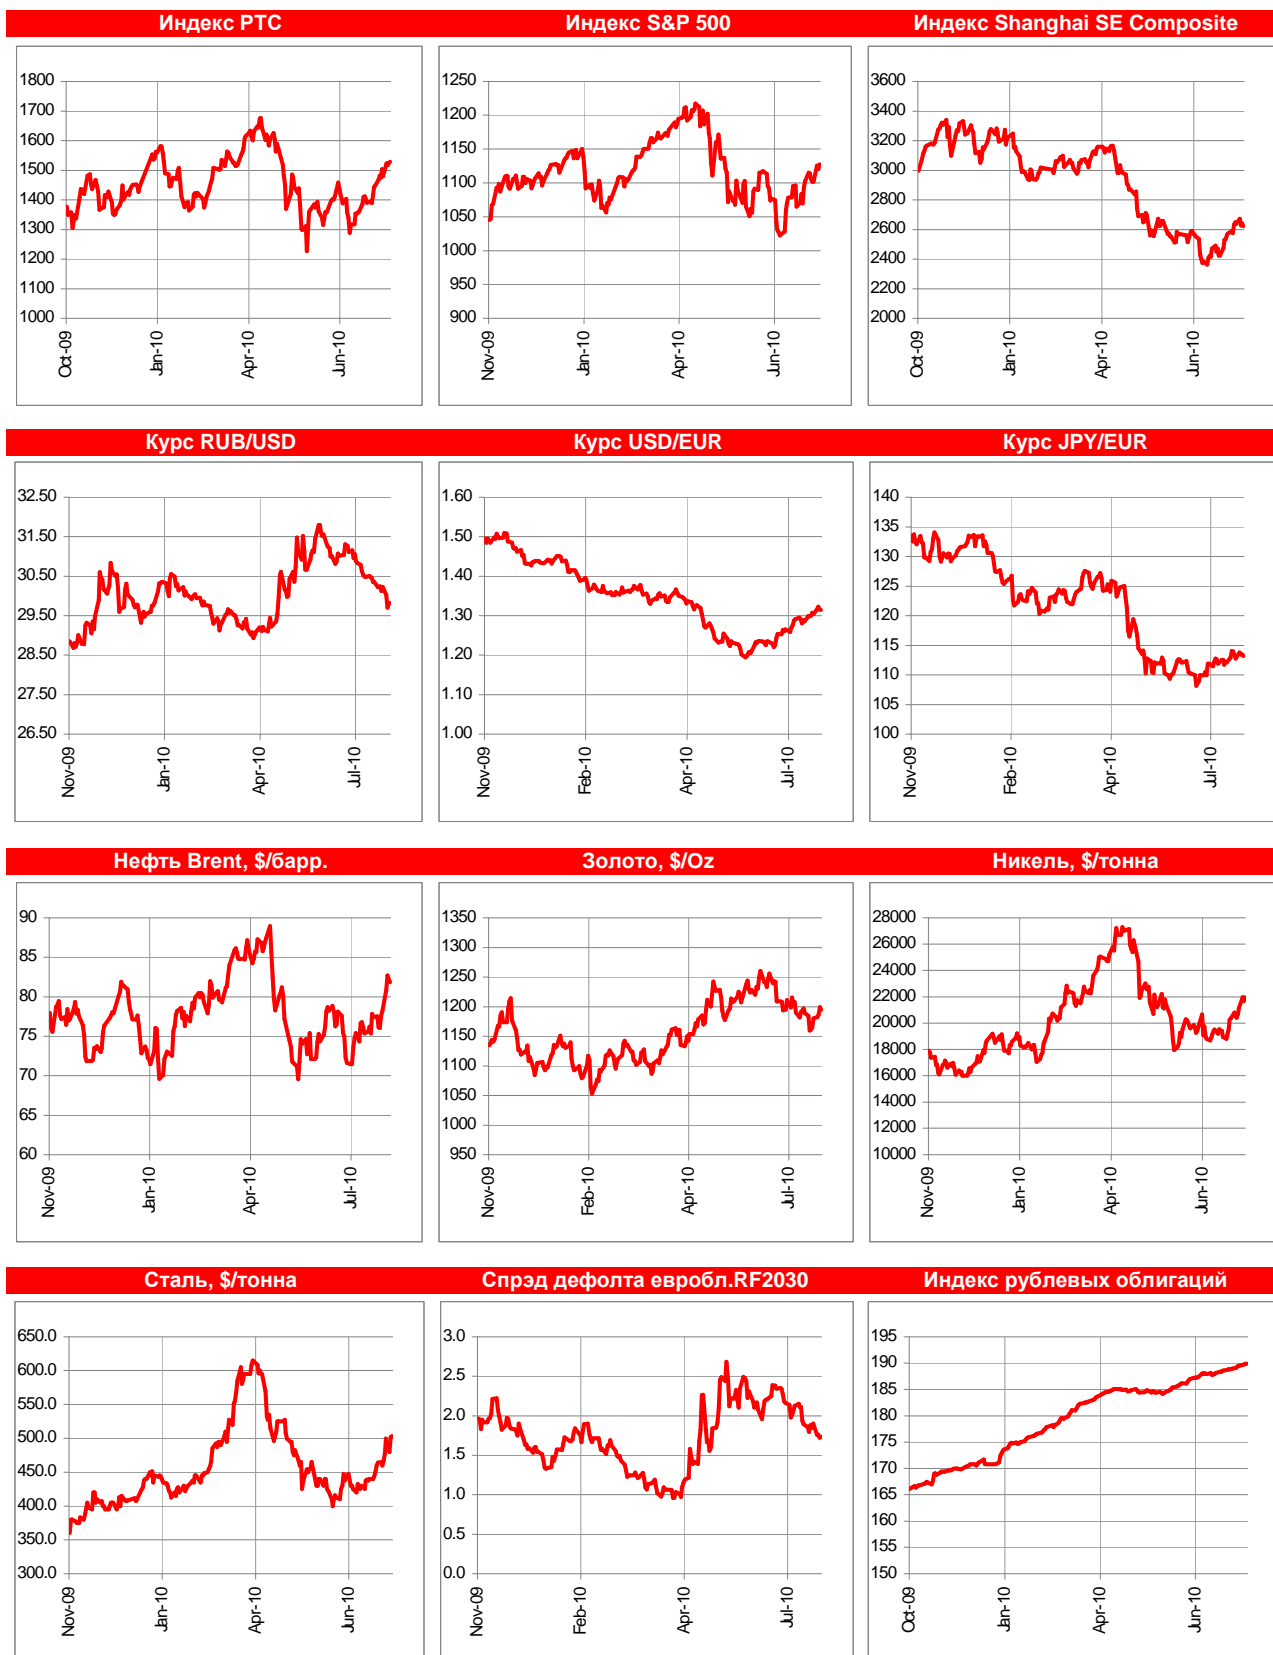 Индекс РТС
Индекс S&P 500
Индекс Shanghai SE Composite
1800
1700
1600
1500
1400
1300
1200
1100
1000
Oct-09
Jan-10
Apr-10
Jun-10
1250
1200
1150
1100
1050
1000
950
900
Nov-09
Jan-10
Apr-10
Jun-10
3600
3400
3200
3000
2800
2600
2400
2200
2000
Oct-09
Jan-10
Apr-10
Jun-10
Курс RUB/USD
Курс USD/EUR
Курс JPY/EUR
32.50
31.50
30.50
29.50
28.50
27.50
26.50
Nov-09
Jan-10
Apr-10
Jul-10
1.60
1.50
1.40
1.30
1.20
1.10
1.00
Nov-09
Feb-10
Apr-10
Jul-10
140
135
130
125
120
115
110
105
100
Nov-09
Feb-10
Apr-10
Jul-10
Нефть Brent, $/барр.
Золото, $/Oz
Никель, $/тонна
90
85
80
75
70
65
60
Nov-09
Jan-10
Apr-10
Jul-10
1350
1300
1250
1200
1150
1100
1050
1000
950
Nov-09
Feb-10
Apr-10
Jul-10
28000
26000
24000
22000
20000
18000
16000
14000
12000
10000
Nov-09
Jan-10
Apr-10
Jun-10
Сталь, $/тонна
Спрэд дефолта евробл.RF2030
Индекс рублевых облигаций
650.0
600.0
550.0
500.0
450.0
400.0
350.0
300.0
Nov-09
Jan-10
Apr-10
Jun-10
3.0
2.5
2.0
1.5
1.0
0.5
0.0
Nov-09
Feb-10
Apr-10
Jul-10
195
190
185
180
175
170
165
160
155
150
Oct-09
Jan-10
Apr-10
Jun-10